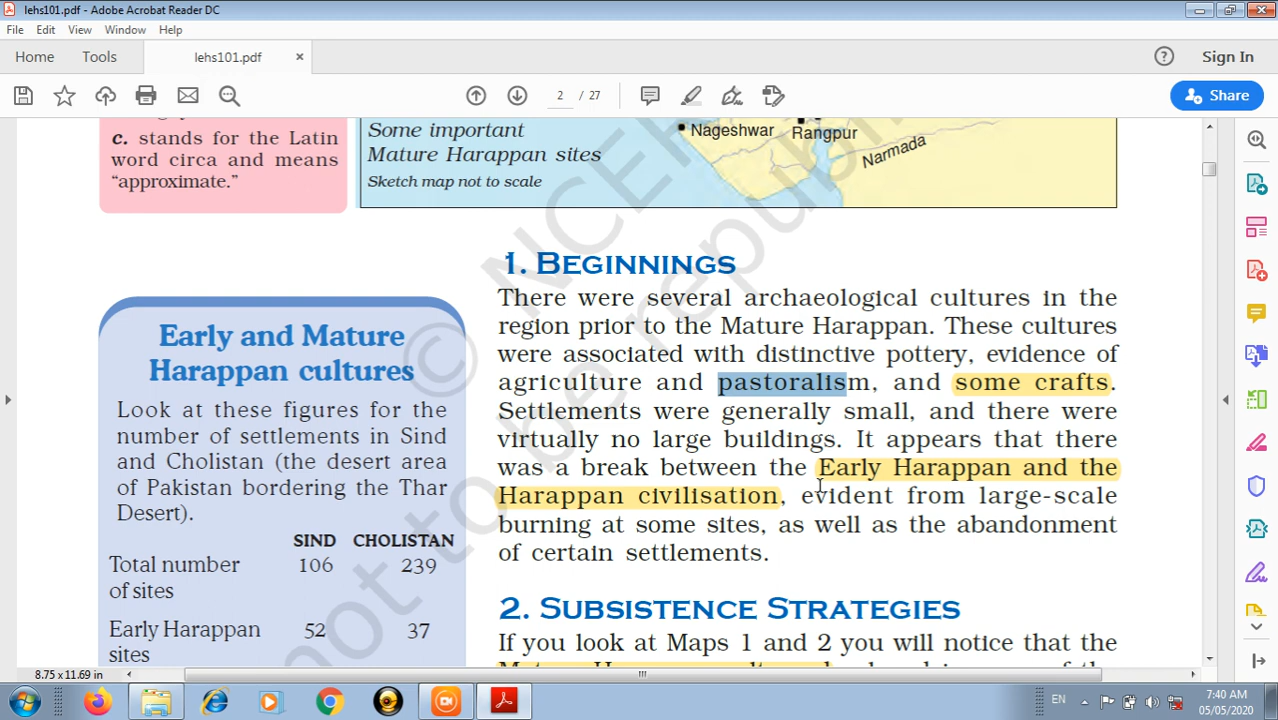 lehs101.pdf - Adobe Acrobat Reader DC
File Edit View Window Help
Home Tools lehs101.pdf × Sign In
2 / 27 Share
c. stands for the Latin
word circa and means
"approximate."
Some important
Mature Harappan sites
Sketch map not to scale
Nageshwar
Rangpur
Narmada
1. BEGINNINGS
There were several archaeological cultures in the
region prior to the Mature Harappan. These cultures
were associated with distinctive pottery, evidence of
agriculture and pastoralism, and some crafts.
Settlements were generally small, and there were
virtually no large buildings. It appears that there
was a break between the Early Harappan and the
Harappan civilisation, evident from large-scale
burning at some sites, as well as the abandonment
of certain settlements.
2. SUBSISTENCE STRATEGIES
If you look at Maps 1 and 2 you will notice that the
Early and Mature
Harappan cultures
Look at these figures for the
number of settlements in Sind
and Cholistan (the desert area
of Pakistan bordering the Thar
Desert).
SIND CHOLISTAN
Total number 106 239
of sites
Early Harappan 52 37
sites
© NCERT
not to be republ
8.75 x 11.69 in
EN 7:40 AM
05/05/2020